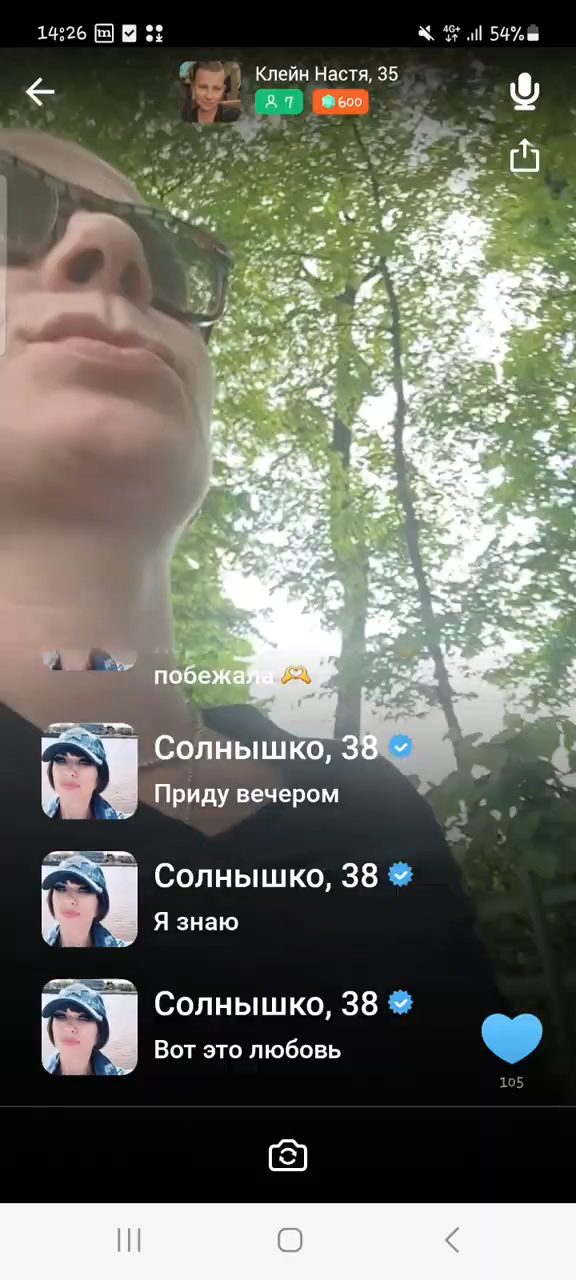 14:26
4G+
54%
Клейн Настя, 35
7
600
побежала
Солнышко, 38
Приду вечером
Солнышко, 38
Я знаю
Солнышко, 38
Вот это любовь
105